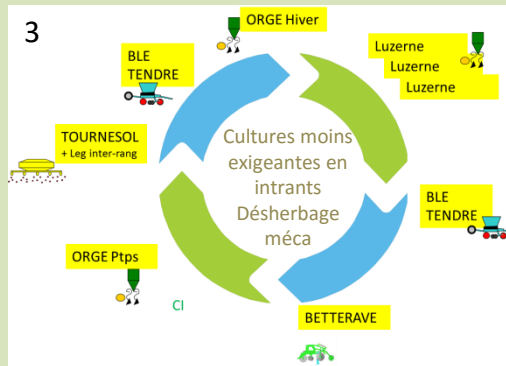 3
ORGE Hiver
Luzerne
Luzerne
Luzerne
BLE
TENDRE
BETTERAVE
CI
ORGE Ptps
TOURNESOL
+ Leg inter-rang
BLE
TENDRE
Cultures moins
exigeantes en
intrants
Désherbage
méca